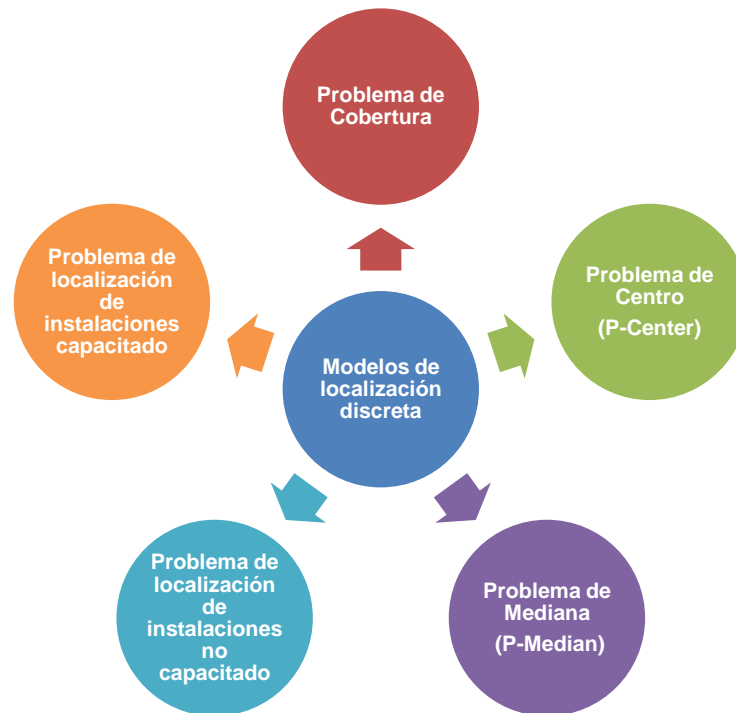 Problema de
Cobertura
Problema de
Centro
(P-Center)
Problema de
Mediana
(P-Median)
Problema de
localización
de
instalaciones
no
capacitado
Problema de
localización
de
instalaciones
capacitado
Modelos de
localización
discreta